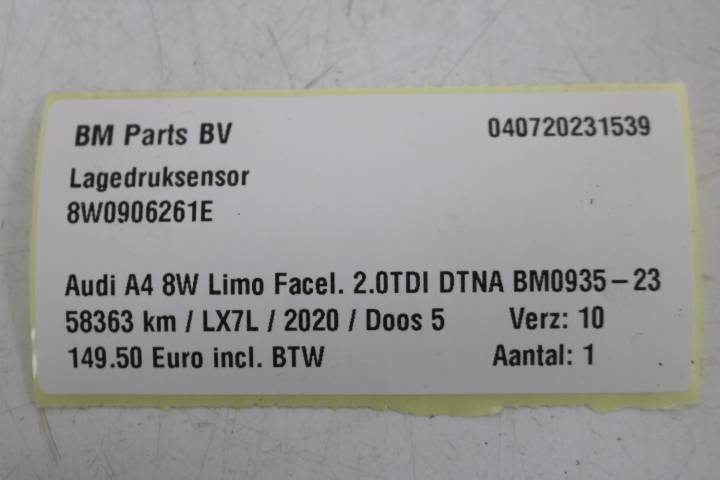 BM Parts BV 040720231539
Lagedruksensor
8W0906261E
Audi A4 8W Limo Facel. 2.0TDI DTNA BM0935-23
58363 km / LX7L / 2020 / Doos 5 Verz: 10
149.50 Euro incl. BTW Aantal: 1